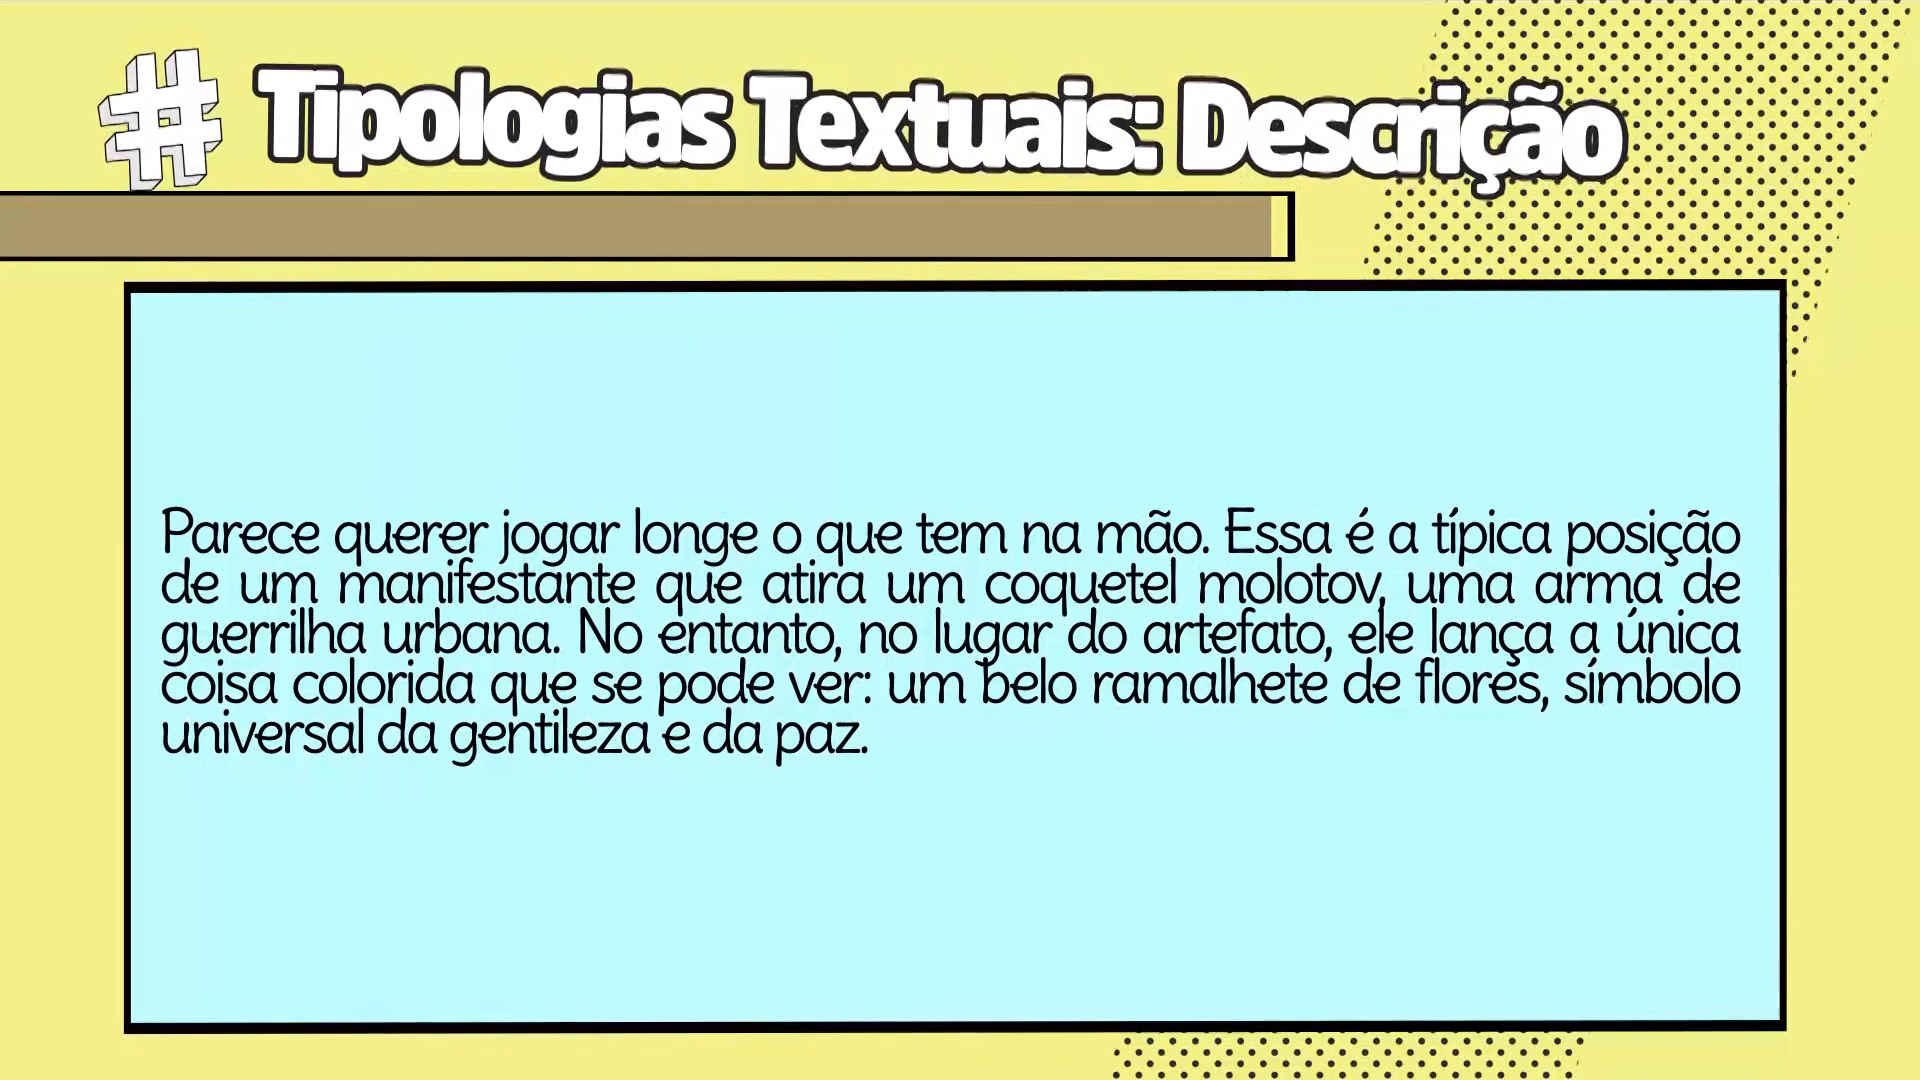 # Tipologias Textuais: Descrição
Parece querer jogar longe o que tem na mão. Essa é a típica posição
de um manifestante que atira um coquetel molotov, uma arma de
guerrilha urbana. No entanto, no lugar do artefato, ele lança a única
coisa colorida que se pode ver: um belo ramalhete de flores, símbolo
universal da gentileza e da paz.